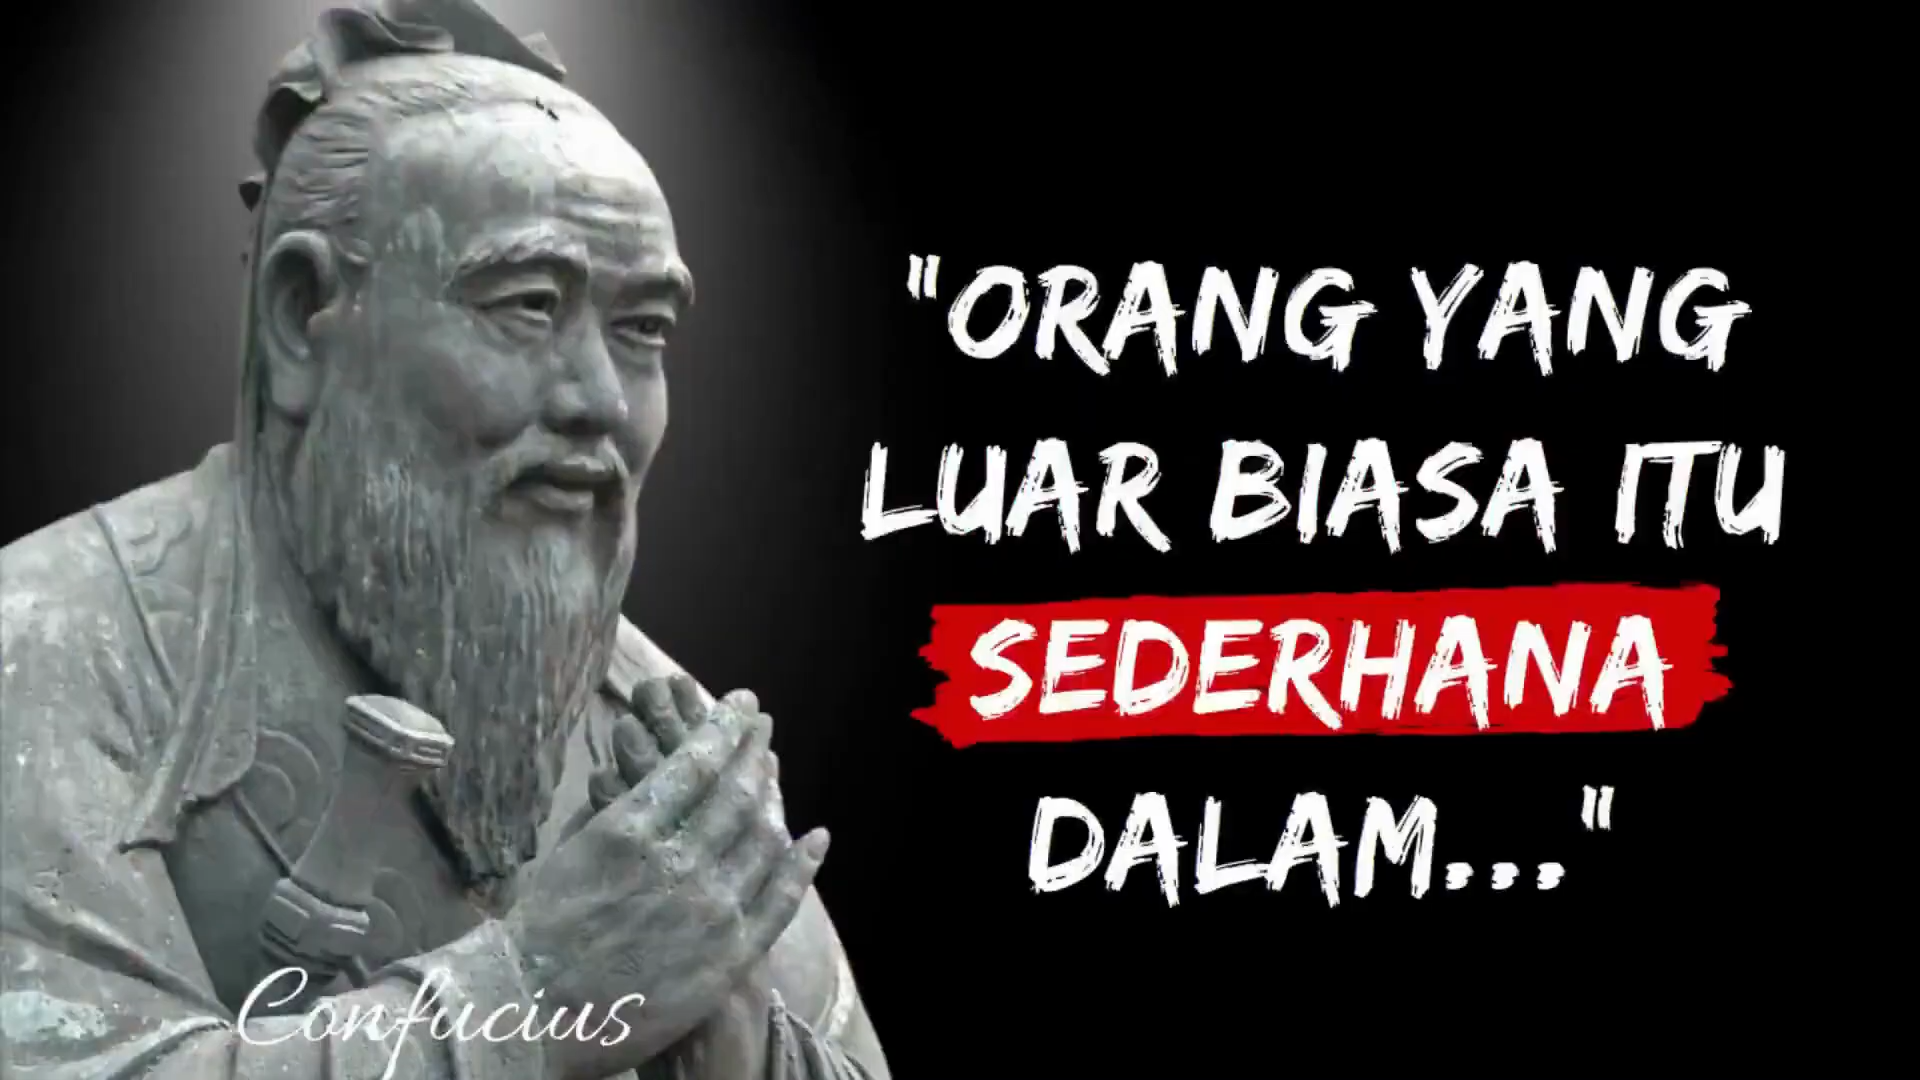 "ORANG YANG
LUAR BIASA ITU
SEDERHANA
DALAM..."
Confucius